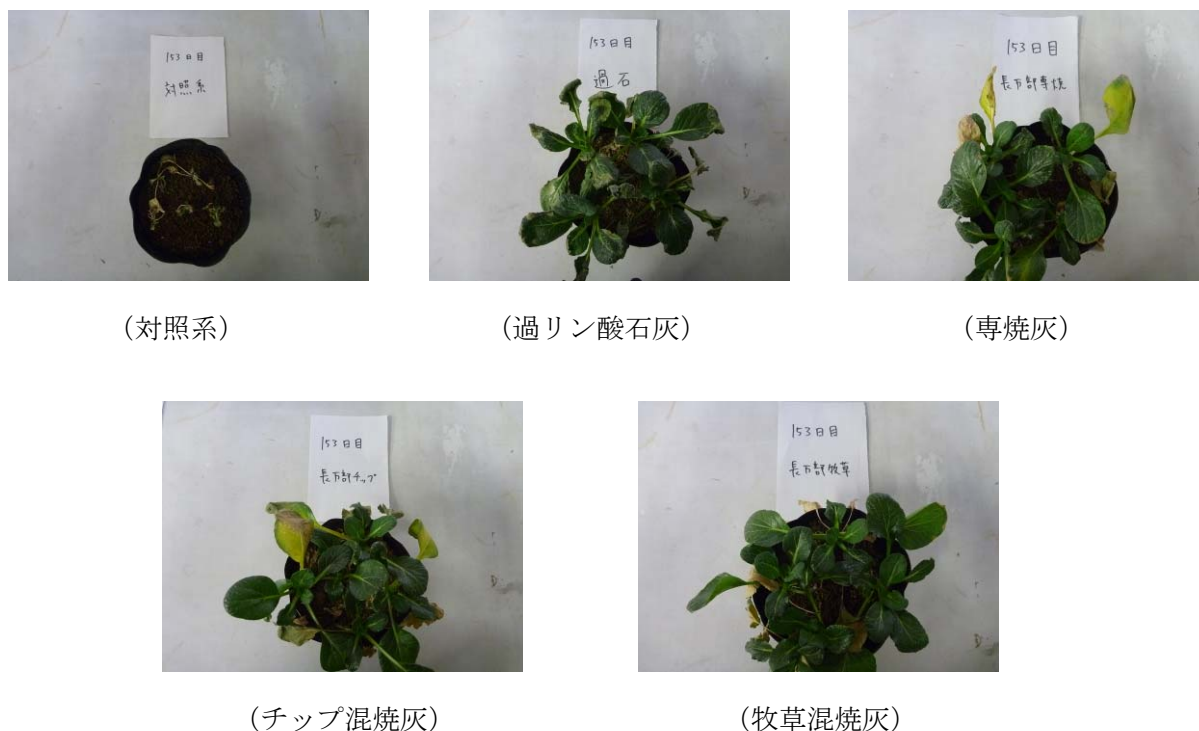 153日目
対照系
153日目
過石
153日目
長万部専焼
(対照系)
(過リン酸石灰)
(専焼灰)
153日目
長万部チップ
153日目
長万部牧草
(チップ混焼灰)
(牧草混焼灰)